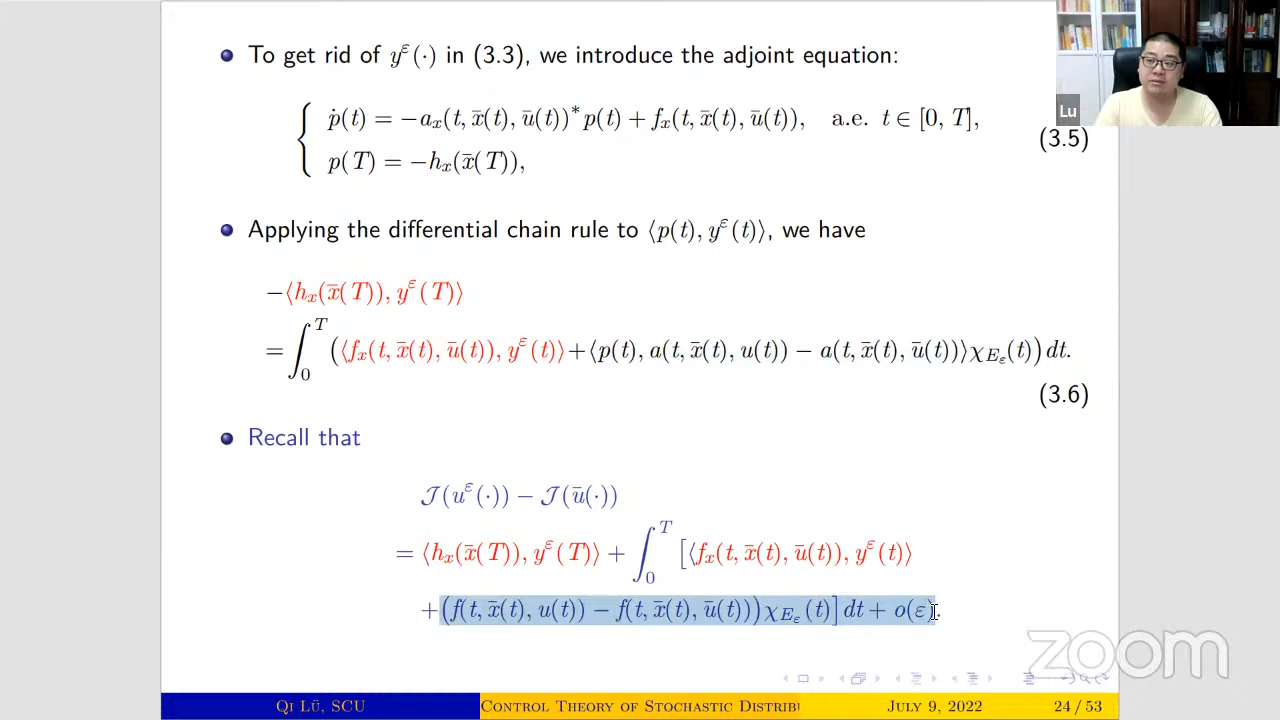 To get rid of y^ε(·) in (3.3), we introduce the adjoint equation:
ṗ(t) = −a_x(t, x̄(t), ū(t))* p(t) + f_x(t, x̄(t), ū(t)), a.e. t ∈ [0, T],
p(T) = −h_x(x̄(T)),
(3.5)
Lu
Applying the differential chain rule to ⟨p(t), y^ε(t)⟩, we have
−⟨h_x(x̄(T)), y^ε(T)⟩
= ∫_0^T (⟨f_x(t, x̄(t), ū(t)), y^ε(t)⟩ + ⟨p(t), a(t, x̄(t), u(t)) − a(t, x̄(t), ū(t))⟩χ_{E_ε}(t)) dt.
(3.6)
Recall that
𝒥(u^ε(·)) − 𝒥(ū(·))
= ⟨h_x(x̄(T)), y^ε(T)⟩ + ∫_0^T [⟨f_x(t, x̄(t), ū(t)), y^ε(t)⟩
+(f(t, x̄(t), u(t)) − f(t, x̄(t), ū(t)))χ_{E_ε}(t)] dt + o(ε).
zoom
Qi Lü, SCU Control Theory of Stochastic Distribu July 9, 2022 24 / 53